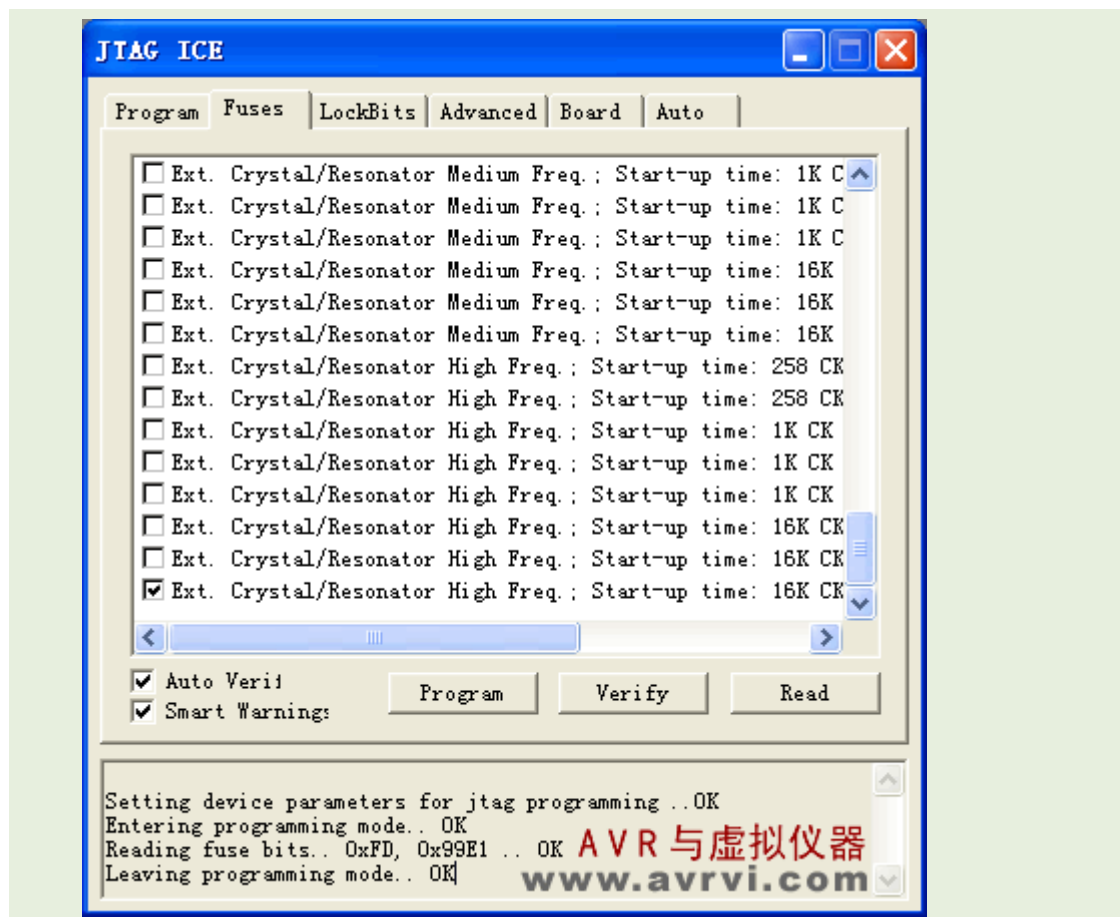 JTAG ICE
Program Fuses LockBits Advanced Board Auto
Ext. Crystal/Resonator Medium Freq.; Start-up time: 1K C
Ext. Crystal/Resonator Medium Freq.; Start-up time: 1K C
Ext. Crystal/Resonator Medium Freq.; Start-up time: 1K C
Ext. Crystal/Resonator Medium Freq.; Start-up time: 16K
Ext. Crystal/Resonator Medium Freq.; Start-up time: 16K
Ext. Crystal/Resonator Medium Freq.; Start-up time: 16K
Ext. Crystal/Resonator High Freq.; Start-up time: 258 CK
Ext. Crystal/Resonator High Freq.; Start-up time: 258 CK
Ext. Crystal/Resonator High Freq.; Start-up time: 1K CK
Ext. Crystal/Resonator High Freq.; Start-up time: 1K CK
Ext. Crystal/Resonator High Freq.; Start-up time: 1K CK
Ext. Crystal/Resonator High Freq.; Start-up time: 16K CK
Ext. Crystal/Resonator High Freq.; Start-up time: 16K CK
Ext. Crystal/Resonator High Freq.; Start-up time: 16K CK
Auto Verif
Smart Warnings
Program Verify Read
Setting device parameters for jtag programming ..OK
Entering programming mode.. OK
Reading fuse bits.. 0xFD, 0x99E1 .. OK
Leaving programming mode.. OK
AVR与虚拟仪器
www.avrvi.com